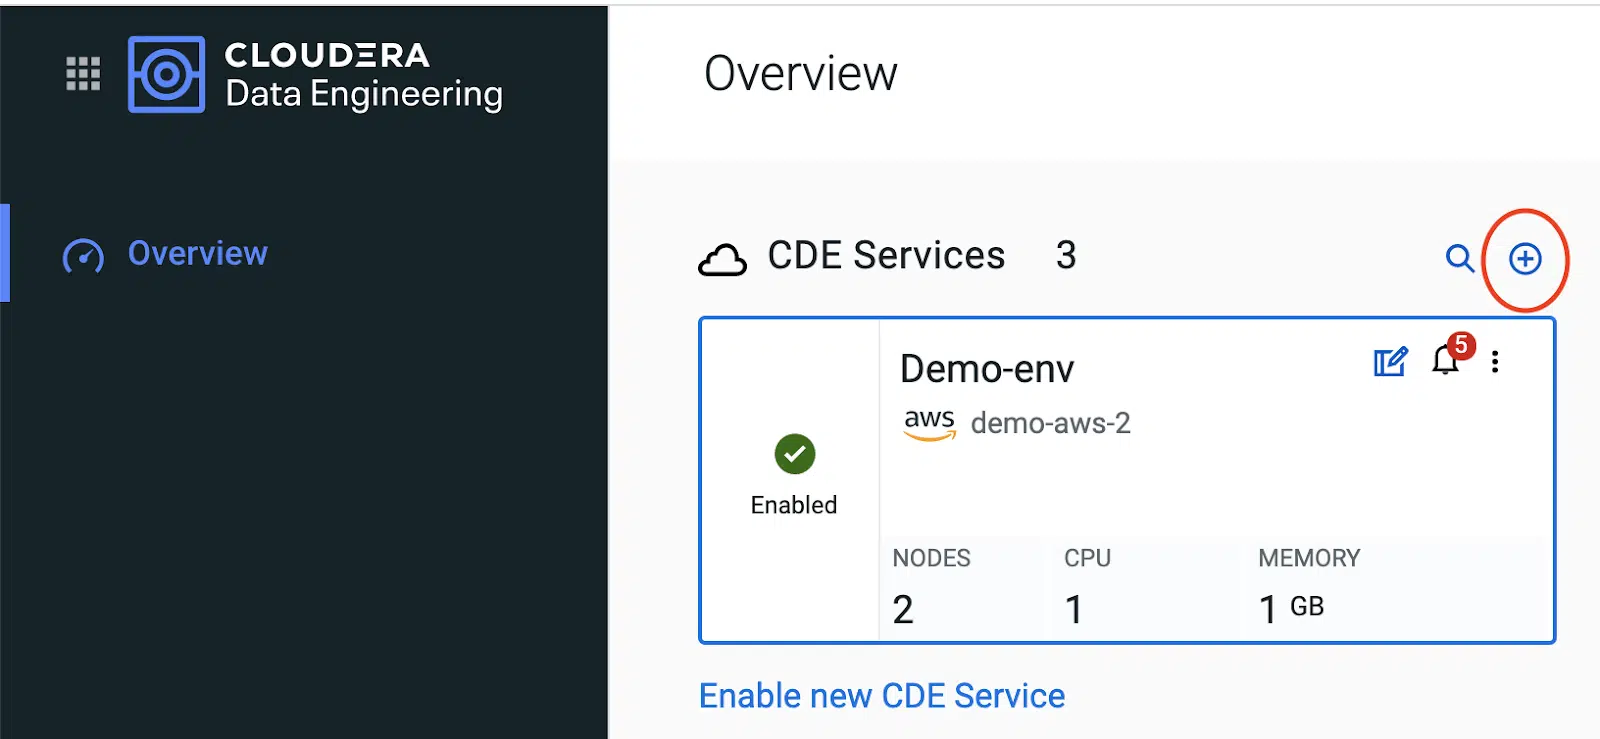 CLOUDERA
Data Engineering
Overview
Overview
CDE Services 3
Demo-env
5
aws demo-aws-2
Enabled
NODES CPU MEMORY
2 1 1 GB
Enable new CDE Service